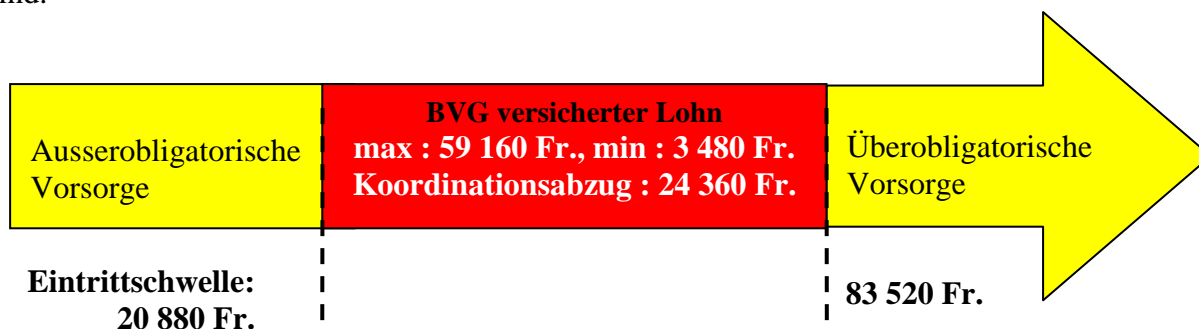 Ausserobligatorische
Vorsorge
BVG versicherter Lohn
max : 59 160 Fr., min : 3 480 Fr.
Koordinationsabzug : 24 360 Fr.
Überobligatorische
Vorsorge
Eintrittschwelle:
20 880 Fr.
83 520 Fr.